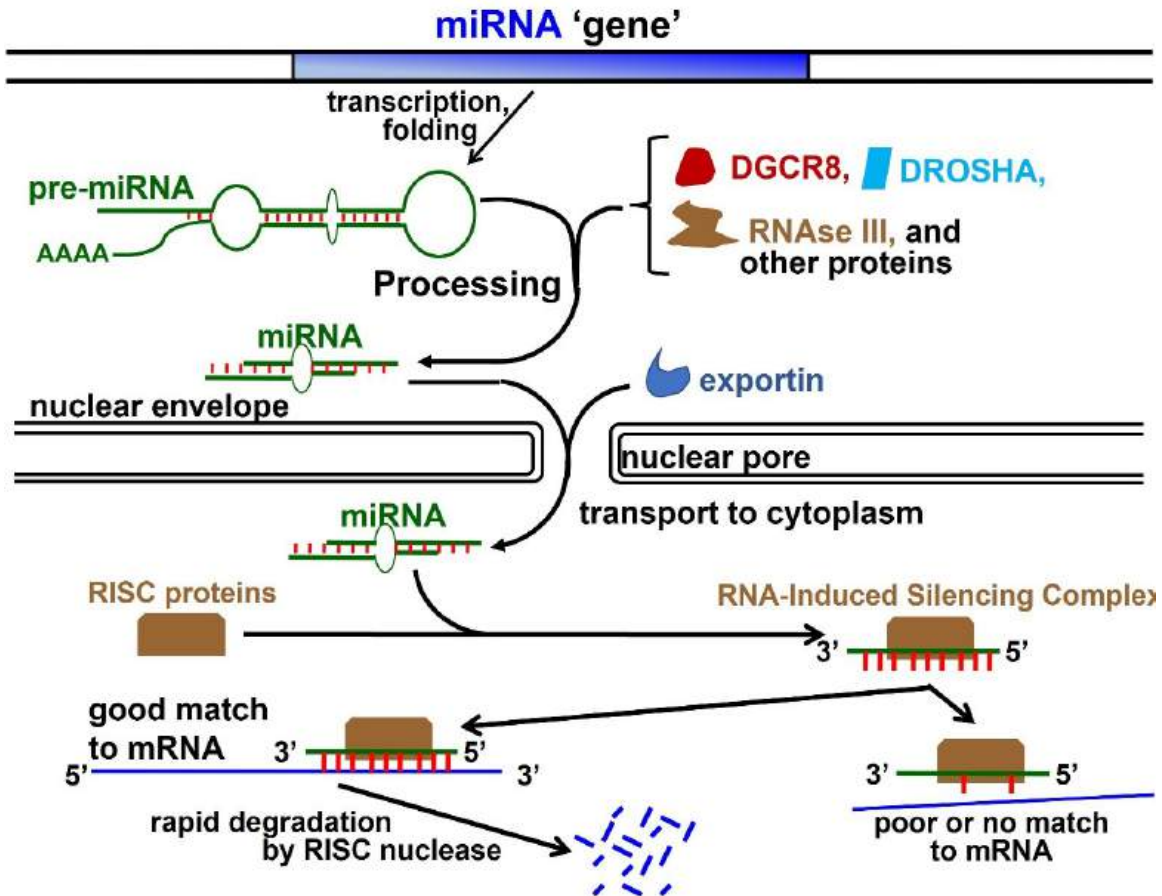 miRNA ‘gene’
transcription,
folding
pre-miRNA
AAAA
DGCR8, DROSHA,
RNAse III, and
other proteins
Processing
miRNA
exportin
nuclear envelope
nuclear pore
transport to cytoplasm
miRNA
RISC proteins
RNA-Induced Silencing Complex
3’ 5’
good match
to mRNA
3’ 5’
5’ 3’
rapid degradation
by RISC nuclease
3’ 5’
poor or no match
to mRNA